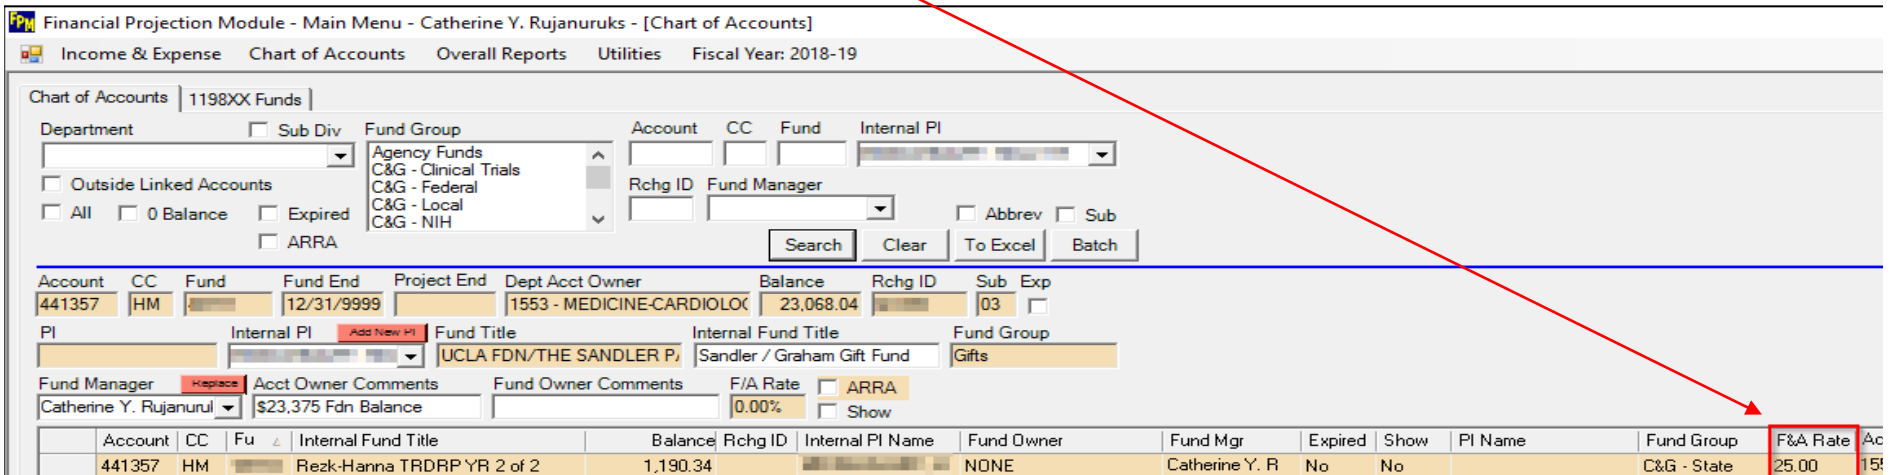 FPM Financial Projection Module - Main Menu - Catherine Y. Rujanuruks - [Chart of Accounts]
Income & Expense Chart of Accounts Overall Reports Utilities Fiscal Year: 2018-19
Chart of Accounts 1198XX Funds
Department Sub Div Fund Group Account CC Fund Internal PI
Agency Funds
C&G - Clinical Trials
C&G - Federal
C&G - Local
C&G - NIH
Outside Linked Accounts Rchg ID Fund Manager
All 0 Balance Expired Abbrev Sub
ARRA
Search Clear To Excel Batch
Account CC Fund Fund End Project End Dept Acct Owner Balance Rchg ID Sub Exp
441357 HM 12/31/9999 1553 - MEDICINE-CARDIOLOG 23,068.04 03
PI Internal PI Add New PI Fund Title Internal Fund Title Fund Group
UCLA FDN/THE SANDLER Sandler / Graham Gift Fund Gifts
Fund Manager Replace Acct Owner Comments Fund Owner Comments F/A Rate ARRA
Catherine Y. Rujanurul $23,375 Fdn Balance 0.00% Show
Account CC Fu Internal Fund Title Balance Rchg ID Internal PI Name Fund Owner Fund Mgr Expired Show PI Name Fund Group F&A Rate Ac
441357 HM Rezk-Hanna TRDRP YR 2 of 2 1,190.34 NONE Catherine Y. R No No C&G - State 25.00 155